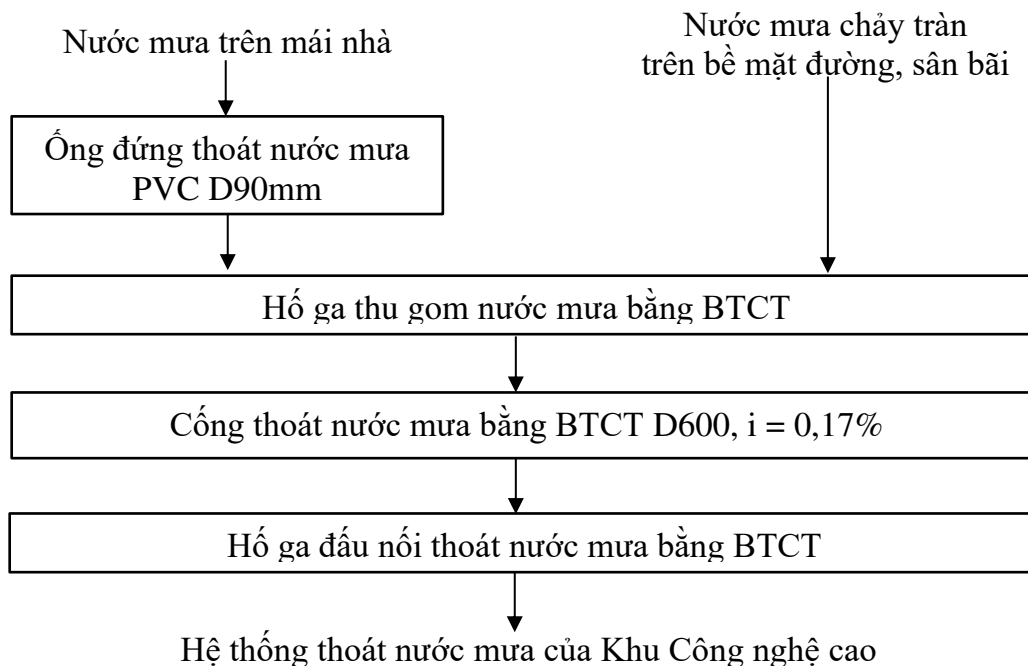 Nước mưa trên mái nhà
Nước mưa chảy tràn
trên bề mặt đường, sân bãi
Ống đứng thoát nước mưa
PVC D90mm
Hố ga thu gom nước mưa bằng BTCT
Cống thoát nước mưa bằng BTCT D600, i = 0,17%
Hố ga đấu nối thoát nước mưa bằng BTCT
Hệ thống thoát nước mưa của Khu Công nghệ cao